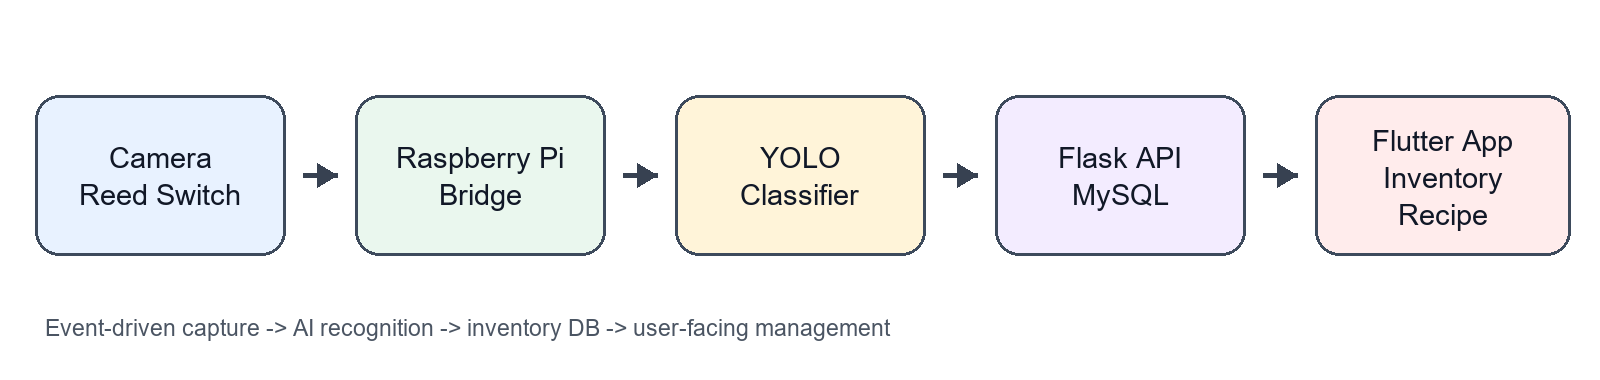 Camera
Reed Switch
Raspberry Pi
Bridge
YOLO
Classifier
Flask API
MySQL
Flutter App
Inventory
Recipe
Event-driven capture -> AI recognition -> inventory DB -> user-facing management